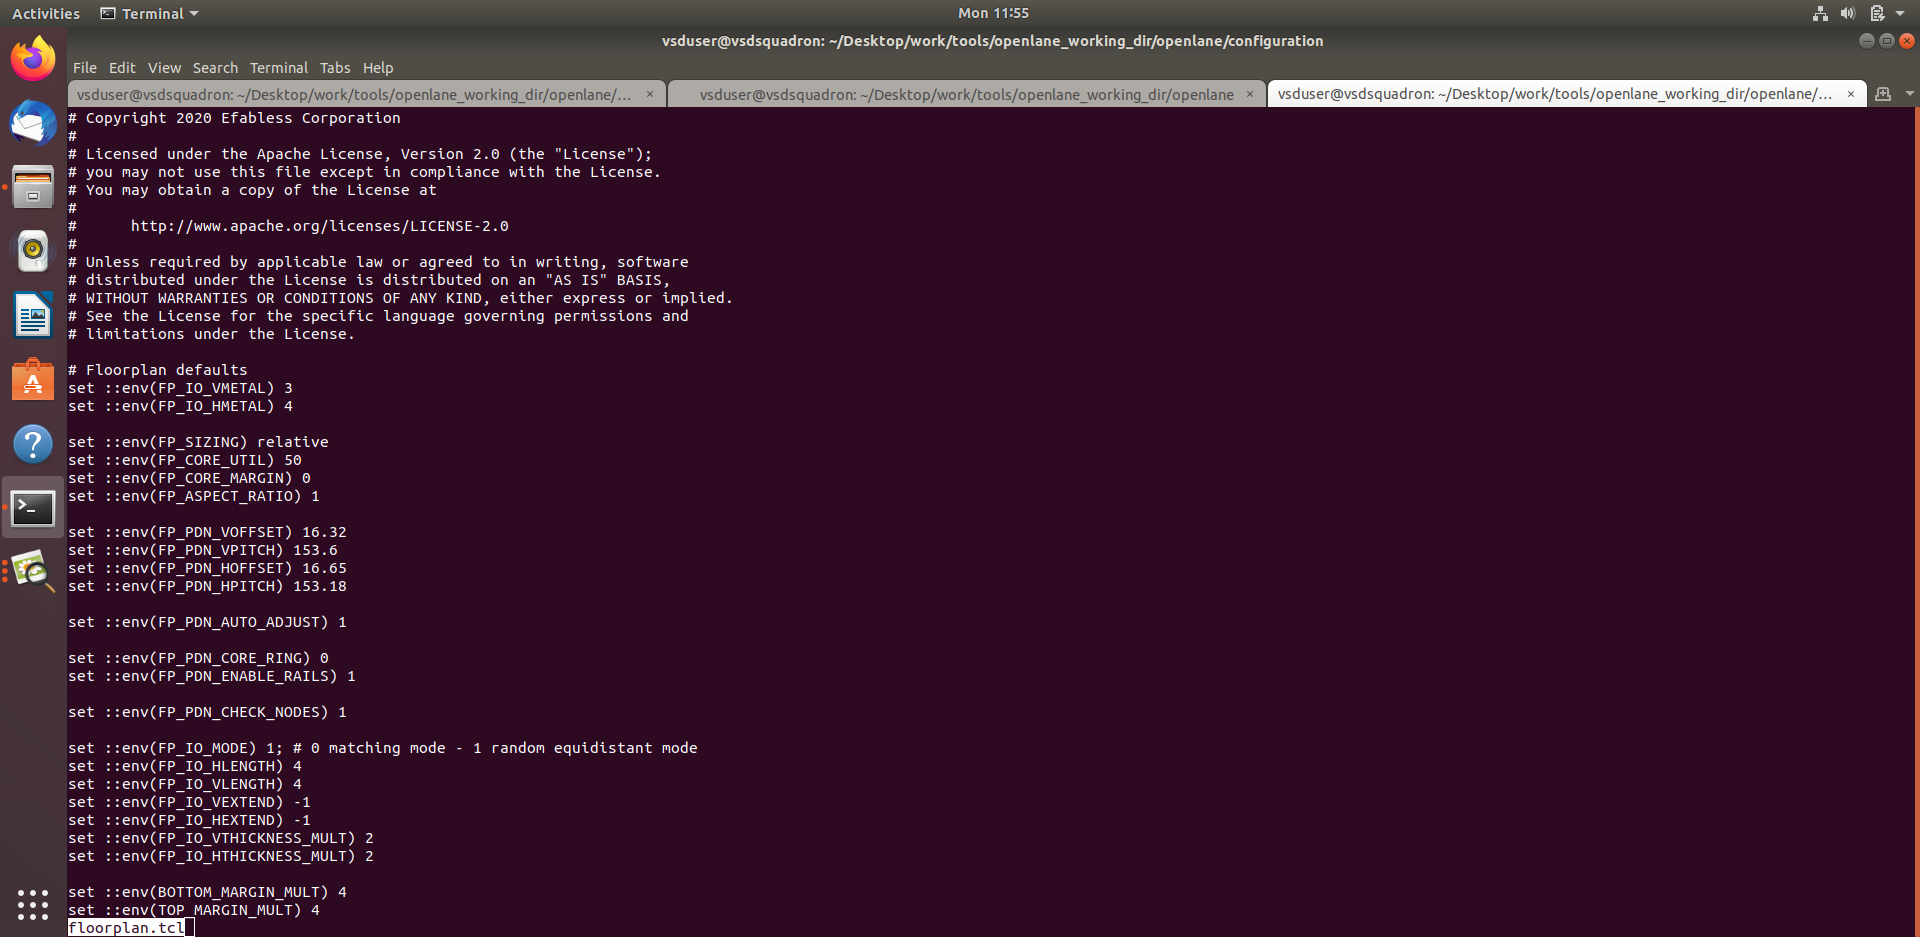 Activities
Terminal
Mon 11:55
vsduser@vsdsquadron: ~/Desktop/work/tools/openlane_working_dir/openlane/configuration
File Edit View Search Terminal Tabs Help
vsduser@vsdsquadron: ~/Desktop/work/tools/openlane_working_dir/openlane/... ×
vsduser@vsdsquadron: ~/Desktop/work/tools/openlane_working_dir/openlane ×
vsduser@vsdsquadron: ~/Desktop/work/tools/openlane_working_dir/openlane/... ×
# Copyright 2020 Efabless Corporation
#
# Licensed under the Apache License, Version 2.0 (the "License");
# you may not use this file except in compliance with the License.
# You may obtain a copy of the License at
#
#      http://www.apache.org/licenses/LICENSE-2.0
#
# Unless required by applicable law or agreed to in writing, software
# distributed under the License is distributed on an "AS IS" BASIS,
# WITHOUT WARRANTIES OR CONDITIONS OF ANY KIND, either express or implied.
# See the License for the specific language governing permissions and
# limitations under the License.
# Floorplan defaults
set ::env(FP_IO_VMETAL) 3
set ::env(FP_IO_HMETAL) 4
set ::env(FP_SIZING) relative
set ::env(FP_CORE_UTIL) 50
set ::env(FP_CORE_MARGIN) 0
set ::env(FP_ASPECT_RATIO) 1
set ::env(FP_PDN_VOFFSET) 16.32
set ::env(FP_PDN_VPITCH) 153.6
set ::env(FP_PDN_HOFFSET) 16.65
set ::env(FP_PDN_HPITCH) 153.18
set ::env(FP_PDN_AUTO_ADJUST) 1
set ::env(FP_PDN_CORE_RING) 0
set ::env(FP_PDN_ENABLE_RAILS) 1
set ::env(FP_PDN_CHECK_NODES) 1
set ::env(FP_IO_MODE) 1; # 0 matching mode - 1 random equidistant mode
set ::env(FP_IO_HLENGTH) 4
set ::env(FP_IO_VLENGTH) 4
set ::env(FP_IO_VEXTEND) -1
set ::env(FP_IO_HEXTEND) -1
set ::env(FP_IO_VTHICKNESS_MULT) 2
set ::env(FP_IO_HTHICKNESS_MULT) 2
set ::env(BOTTOM_MARGIN_MULT) 4
set ::env(TOP_MARGIN_MULT) 4
floorplan.tcl